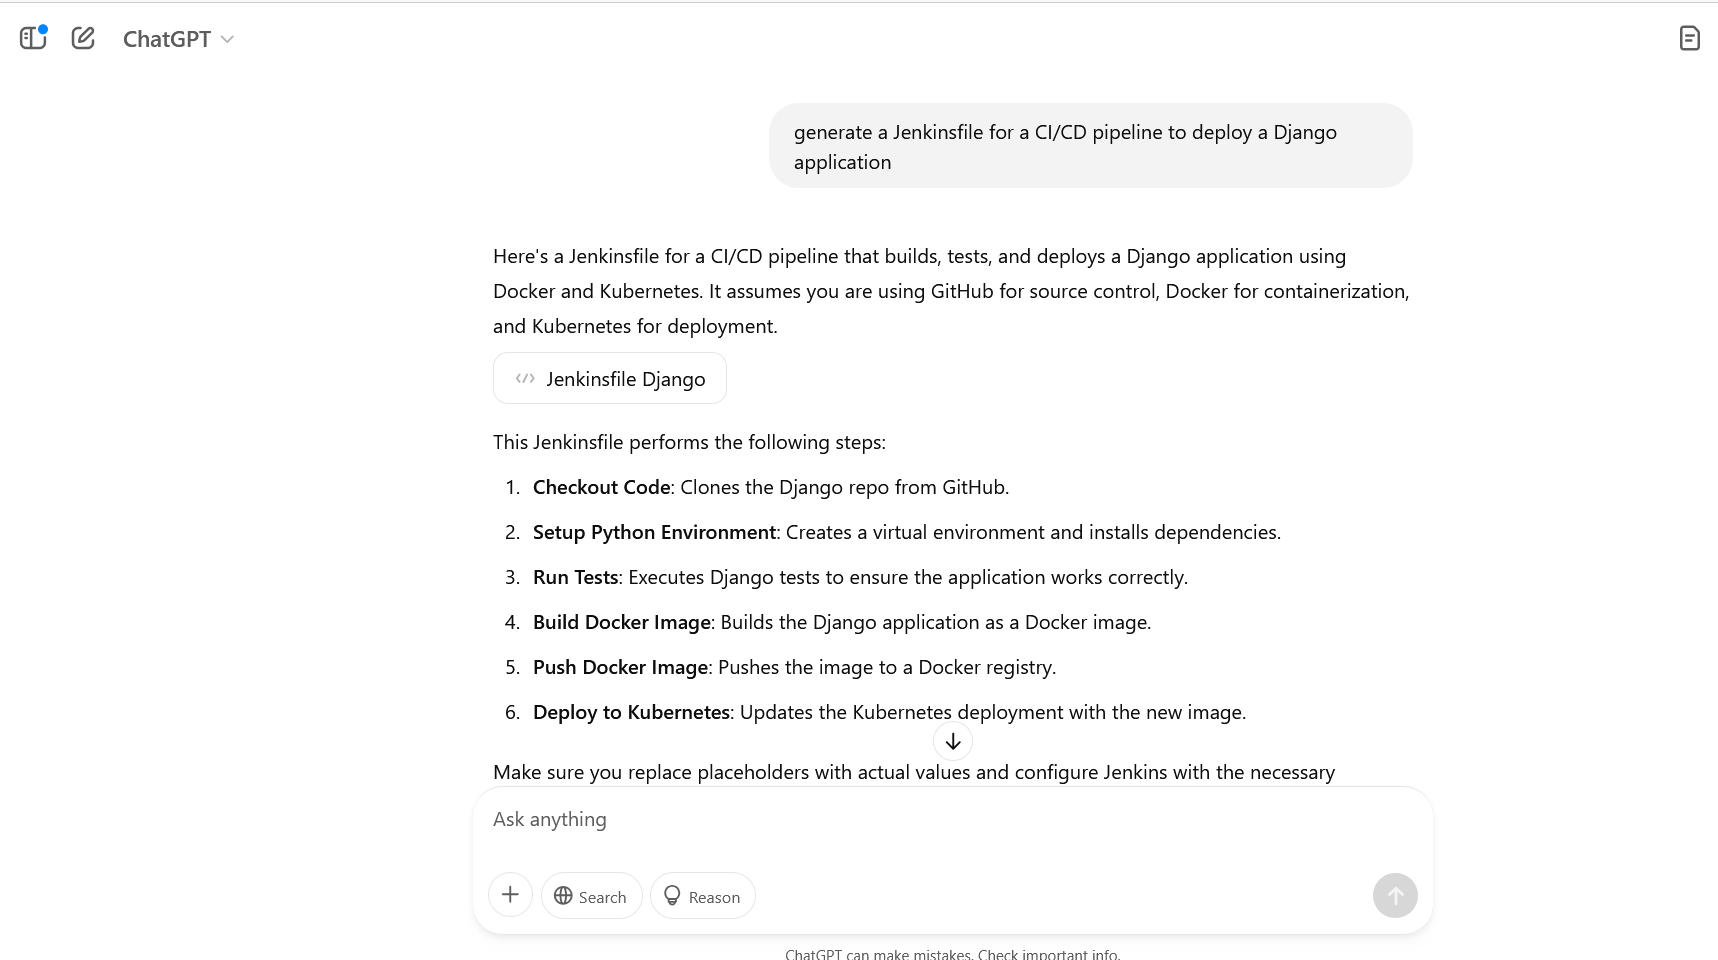 ChatGPT
generate a Jenkinsfile for a CI/CD pipeline to deploy a Django
application
Here's a Jenkinsfile for a CI/CD pipeline that builds, tests, and deploys a Django application using
Docker and Kubernetes. It assumes you are using GitHub for source control, Docker for containerization,
and Kubernetes for deployment.
Jenkinsfile Django
This Jenkinsfile performs the following steps:
1. Checkout Code: Clones the Django repo from GitHub.
2. Setup Python Environment: Creates a virtual environment and installs dependencies.
3. Run Tests: Executes Django tests to ensure the application works correctly.
4. Build Docker Image: Builds the Django application as a Docker image.
5. Push Docker Image: Pushes the image to a Docker registry.
6. Deploy to Kubernetes: Updates the Kubernetes deployment with the new image.
Make sure you replace placeholders with actual values and configure Jenkins with the necessary
Ask anything
Search
Reason
ChatGPT can make mistakes. Check important info.